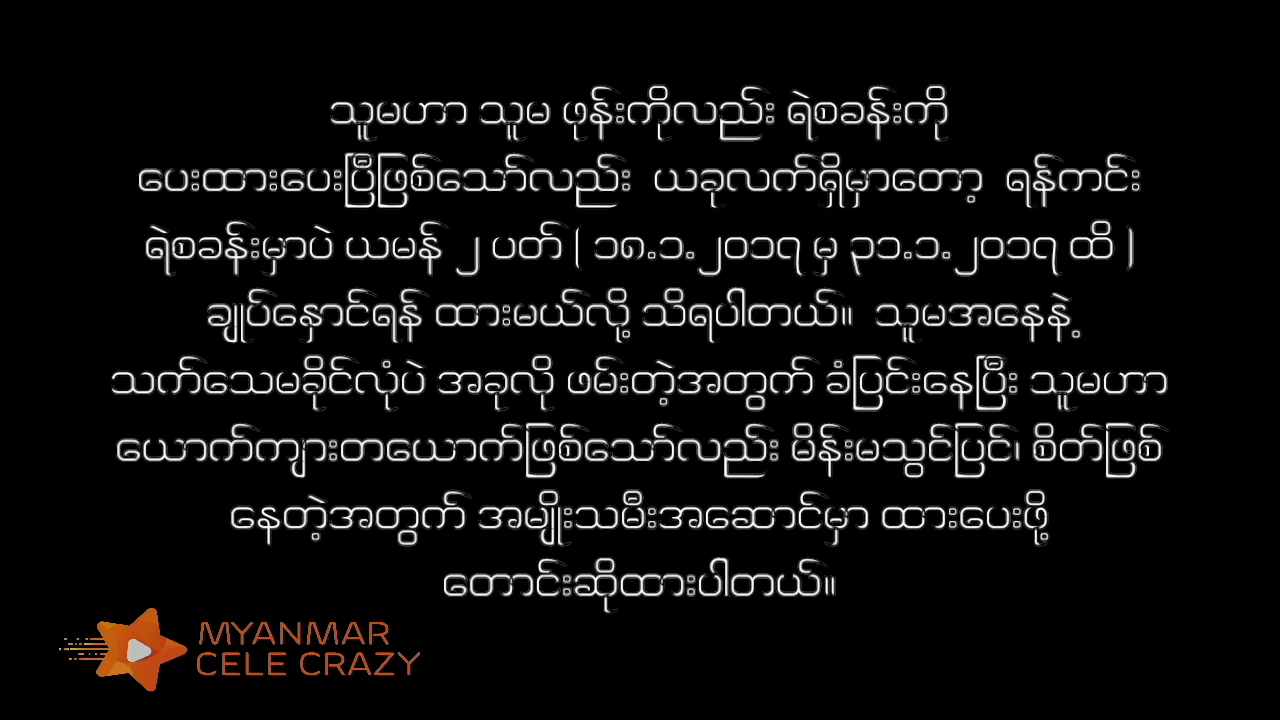 သူမဟာ သူမ ဖုန်းကိုလည်း ရဲစခန်းကို
ပေးထားပေးပြီဖြစ်သော်လည်း ယခုလက်ရှိမှာတော့ ရန်ကင်း
ရဲစခန်းမှာပဲ ယမန် ၂ ပတ် ( ၁၈.၁.၂၀၁၇ မှ ၃၁.၁.၂၀၁၇ ထိ )
ချုပ်နှောင်ရန် ထားမယ်လို့ သိရပါတယ်။ သူမအနေနဲ့
သက်သေမခိုင်လုံပဲ အခုလို ဖမ်းတဲ့အတွက် ခံပြင်းနေပြီး သူမဟာ
ယောက်ကျားတယောက်ဖြစ်သော်လည်း မိန်းမသွင်ပြင်၊ စိတ်ဖြစ်
နေတဲ့အတွက် အမျိုးသမီးအဆောင်မှာ ထားပေးဖို့
တောင်းဆိုထားပါတယ်။
MYANMAR
CELE CRAZY